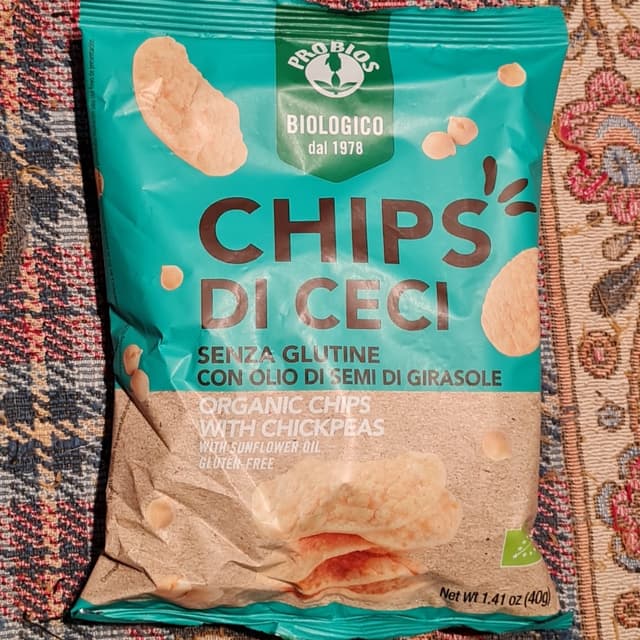 PROBIOS
BIOLOGICO
dal 1978
CHIPS
DI CECI
SENZA GLUTINE
CON OLIO DI SEMI DI GIRASOLE
ORGANIC CHIPS
WITH CHICKPEAS
WITH SUNFLOWER OIL
GLUTEN FREE
Net Wt 1.41 oz (40g)